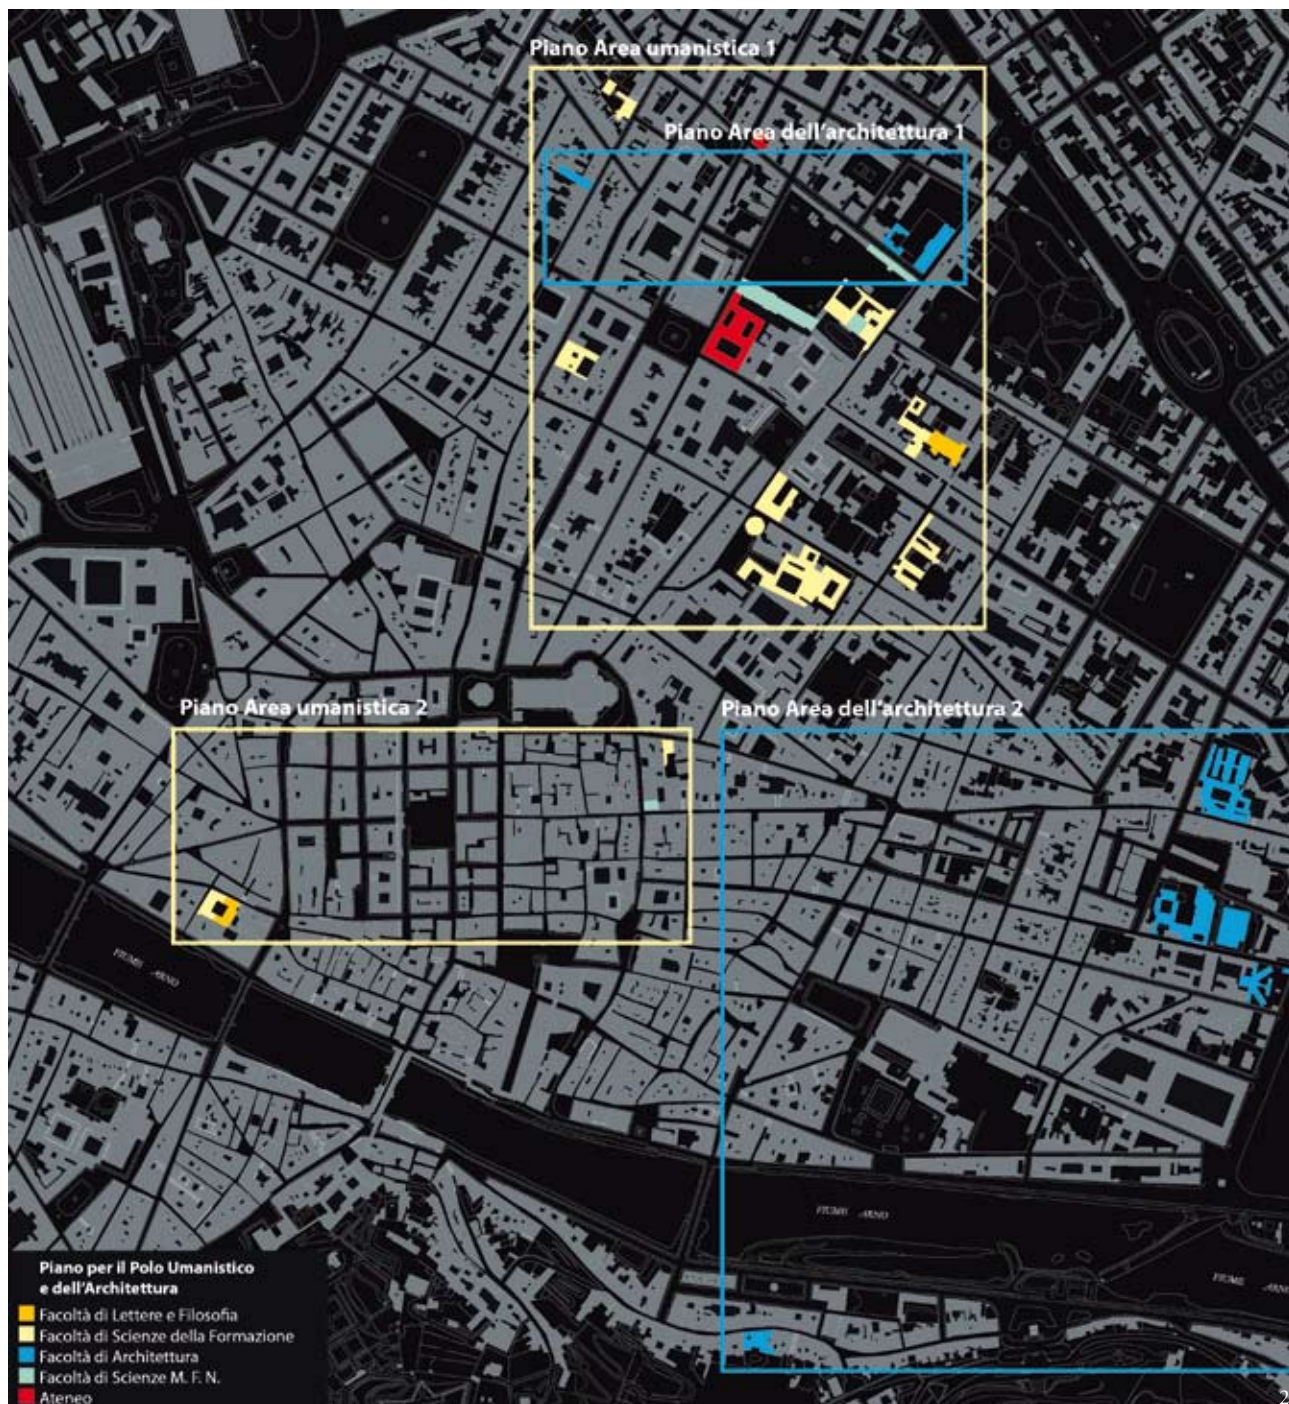 Piano Area umanistica 1
Piano Area dell'architettura 1
Piano Area umanistica 2
Piano Area dell'architettura 2
FIUME ARNO
FIUME ARNO
FIUME ARNO
Piano per il Polo Umanistico
e dell'Architettura
Facoltà di Lettere e Filosofia
Facoltà di Scienze della Formazione
Facoltà di Architettura
Facoltà di Scienze M. F. N.
Ateneo
2